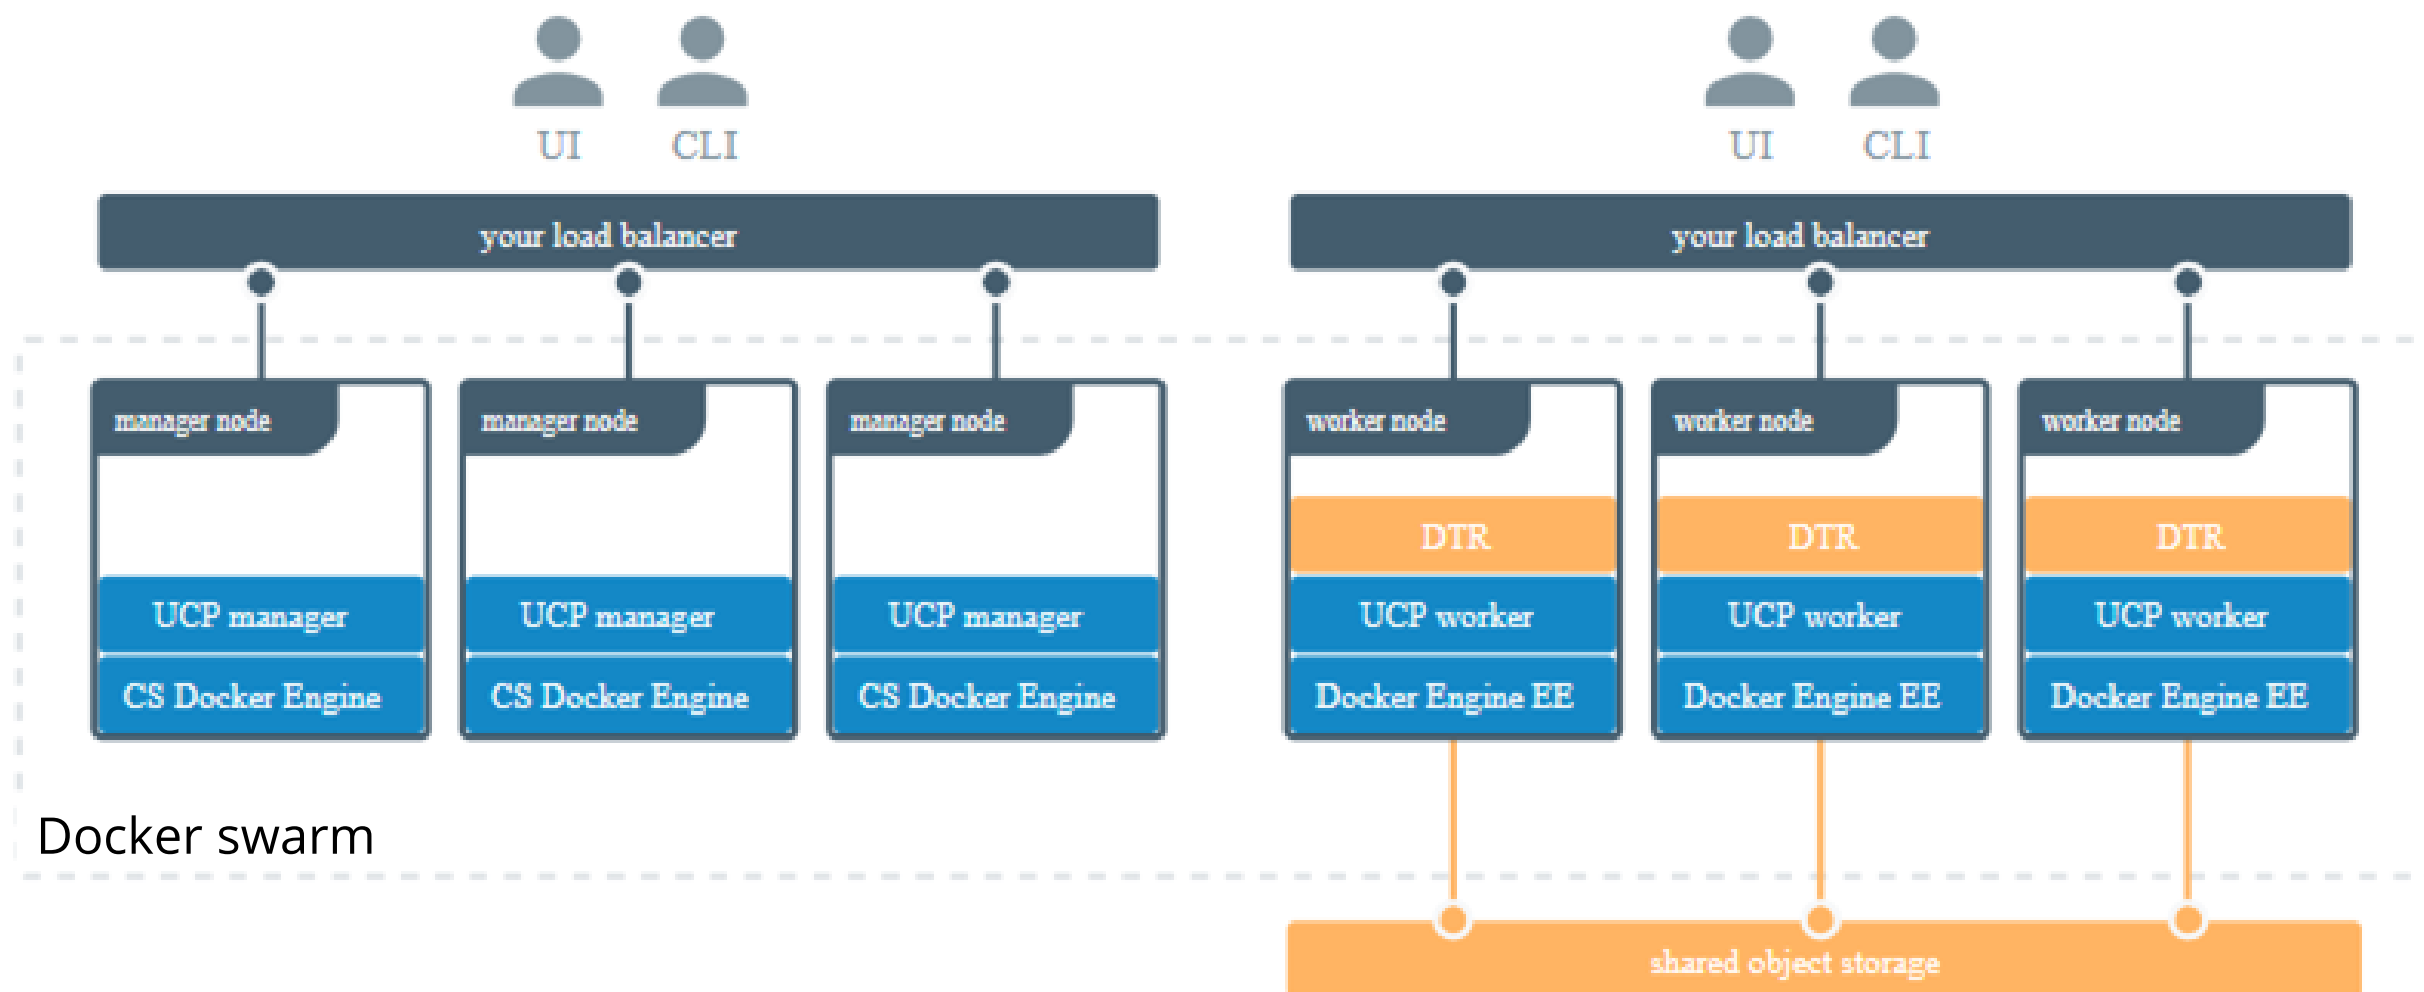 UI CLI UI CLI
your load balancer your load balancer
manager node manager node manager node worker node worker node worker node
DTR DTR DTR
UCP manager UCP manager UCP manager UCP worker UCP worker UCP worker
CS Docker Engine CS Docker Engine CS Docker Engine Docker Engine EE Docker Engine EE Docker Engine EE
Docker swarm
shared object storage